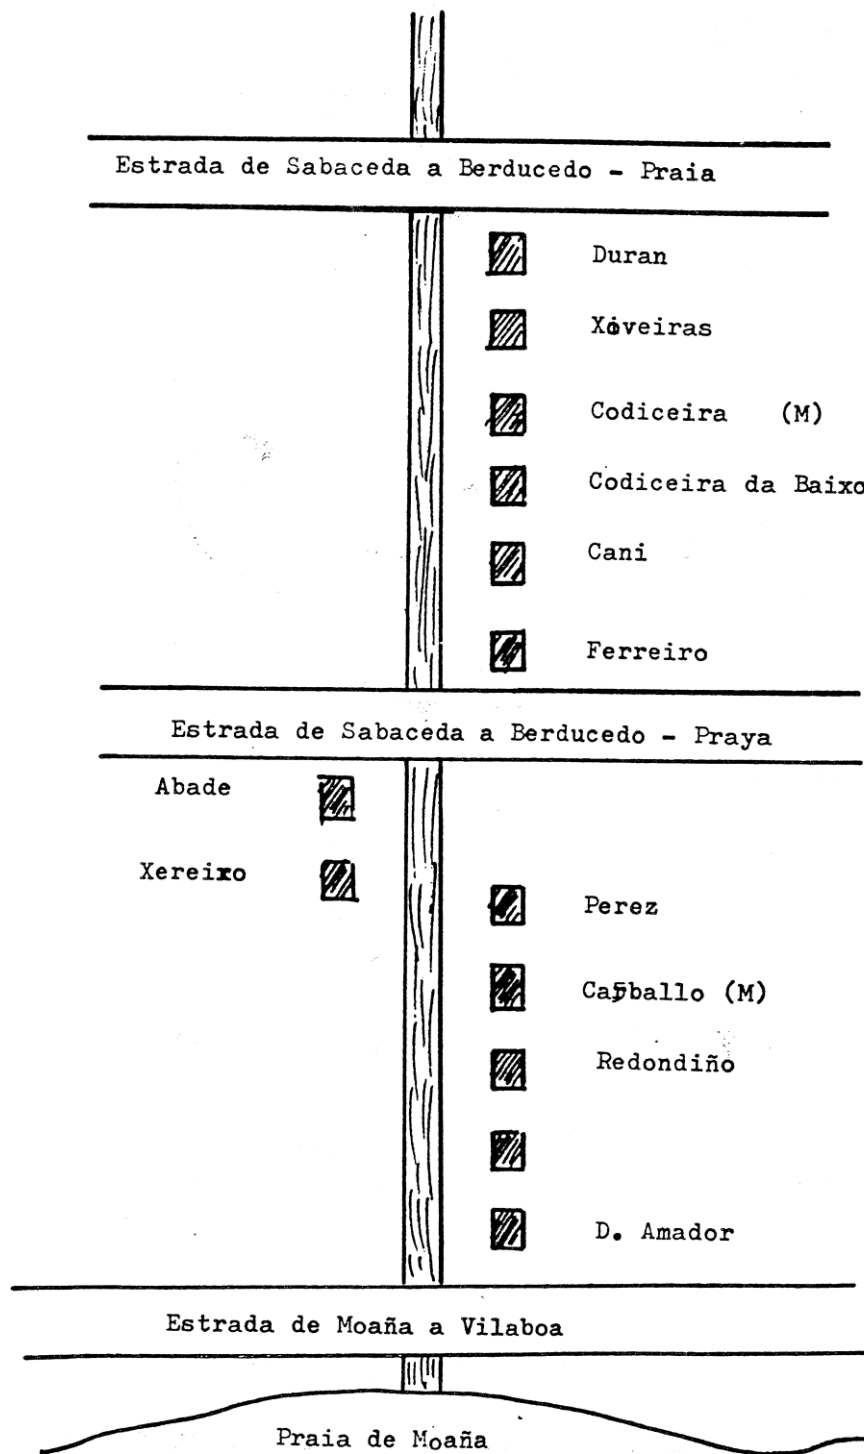 Estrada de Sabaceda a Berducedo - Praia
Duran
Xoveiras
Codiceira (M)
Codiceira da Baixo
Cani
Ferreiro
Estrada de Sabaceda a Berducedo - Praya
Abade
Xereixo
Perez
Carballo (M)
Redondiño
D. Amador
Estrada de Moaña a Vilaboa
Praia de Moaña